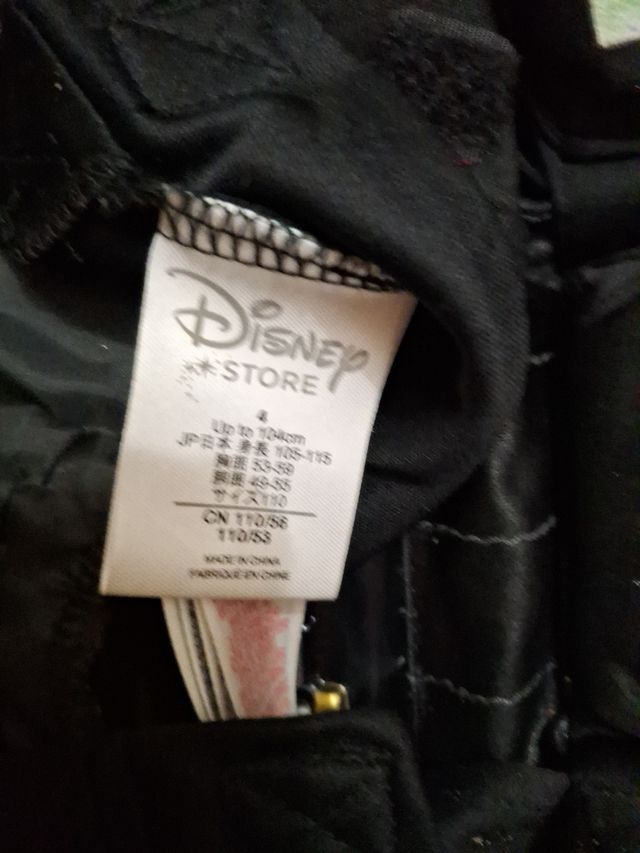 Disney
STORE
4
Up to 104cm
JP日本 身長 105-115
胸囲 53-59
胴囲 49-55
サイズ110
CN 110/56
110/53
MADE IN CHINA
FABRIQUE EN CHINE